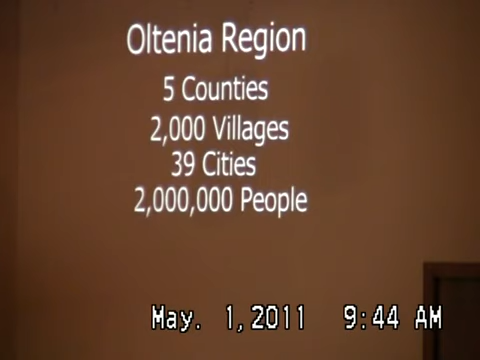 Oltenia Region
5 Counties
2,000 Villages
39 Cities
2,000,000 People
May. 1,2011 9:44 AM